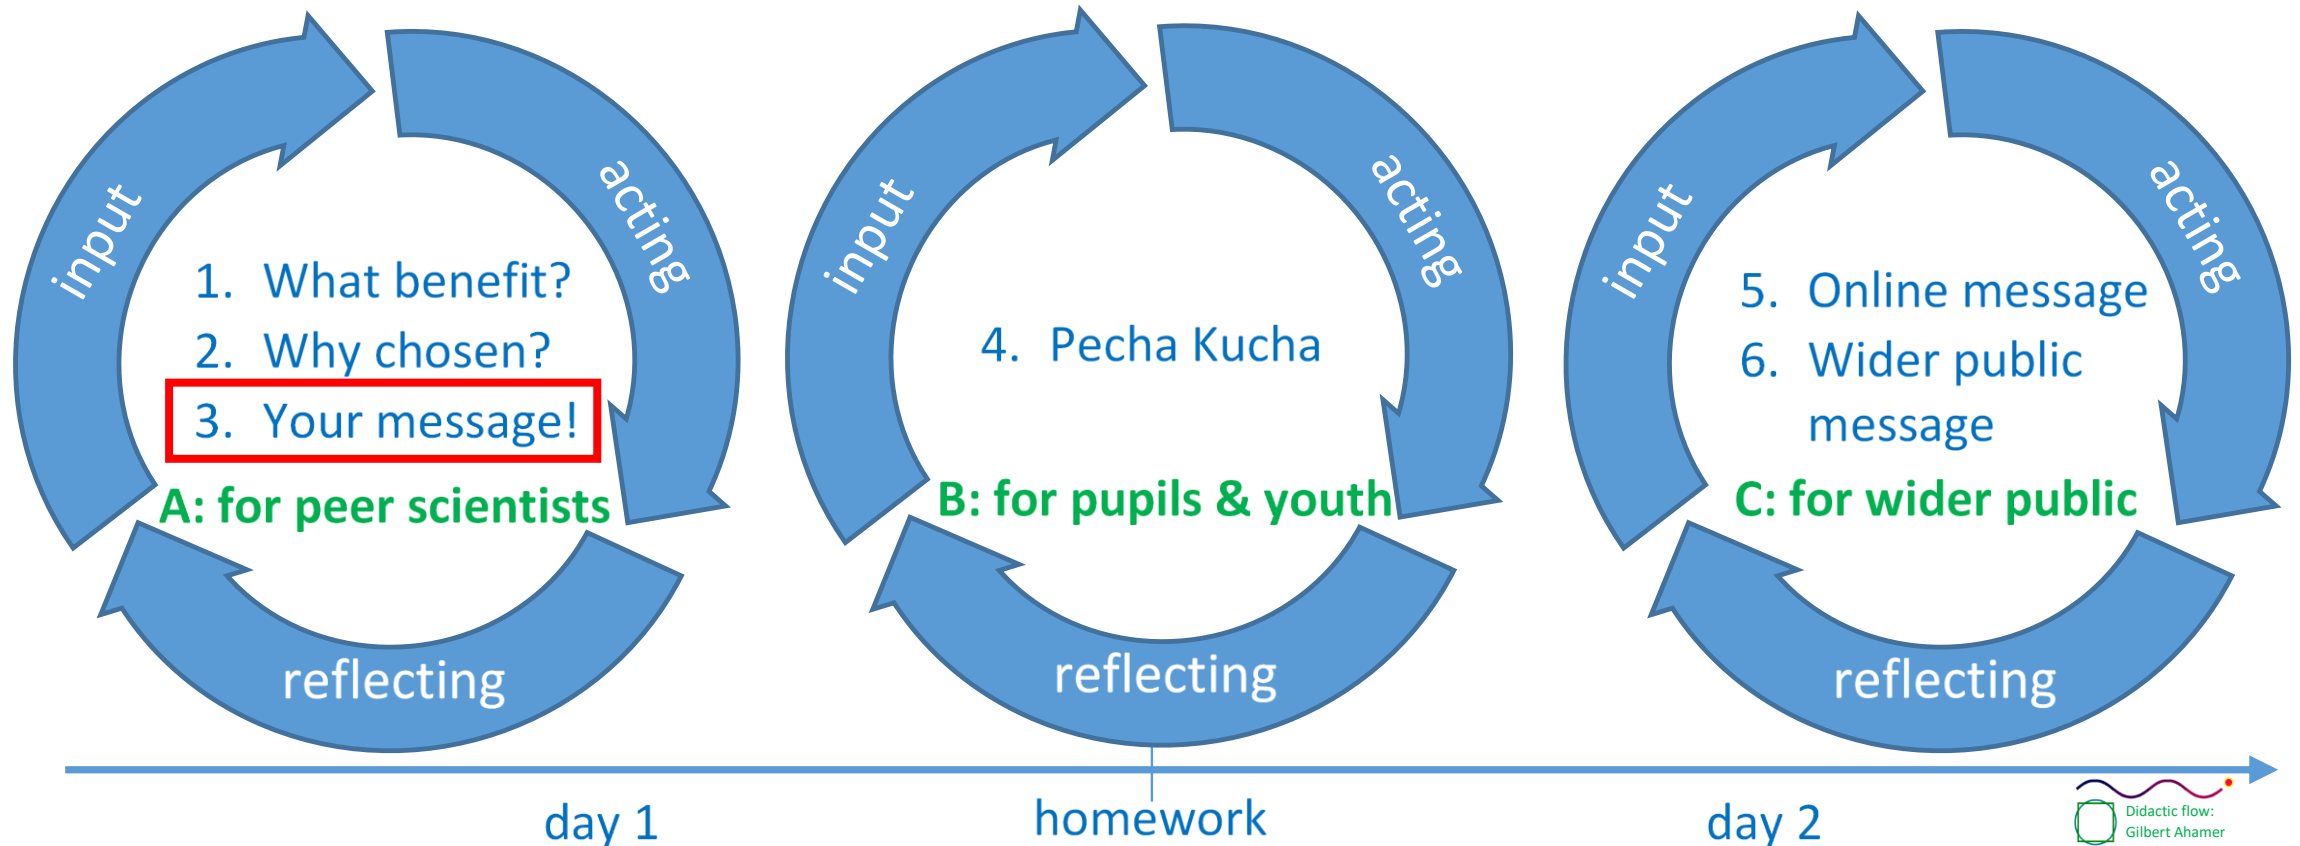 input
acting
1. What benefit?
2. Why chosen?
3. Your message!
A: for peer scientists
reflecting
input
acting
4. Pecha Kucha
B: for pupils & youth
reflecting
input
acting
5. Online message
6. Wider public
message
C: for wider public
reflecting
day 1
homework
day 2
Didactic flow:
Gilbert Ahamer